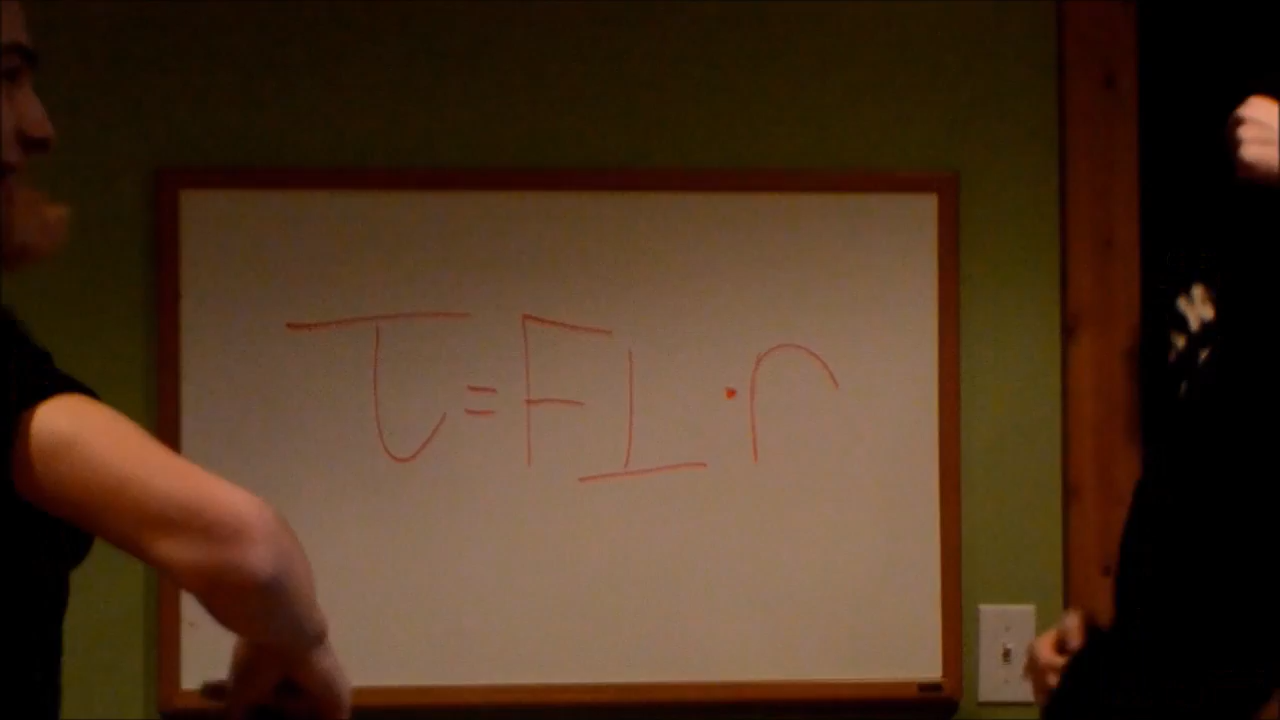 τ = F⊥ · r